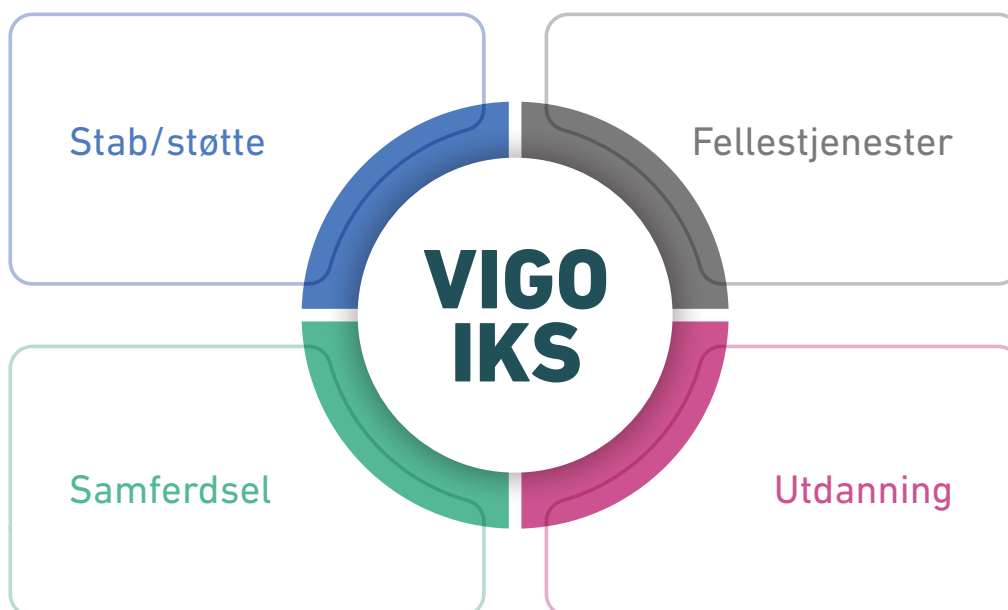 Stab/støtte
Fellestjenester
VIGO
IKS
Samferdsel
Utdanning